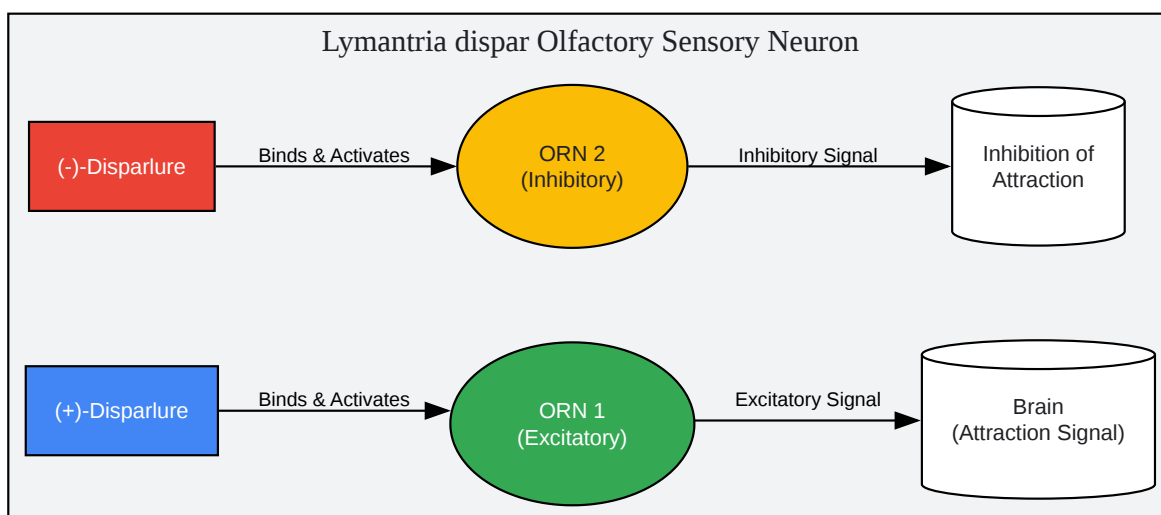 Lymantria dispar Olfactory Sensory Neuron
(-)-Disparlure
Binds & Activates
ORN 2
(Inhibitory)
Inhibitory Signal
Inhibition of
Attraction
(+)-Disparlure
Binds & Activates
ORN 1
(Excitatory)
Excitatory Signal
Brain
(Attraction Signal)